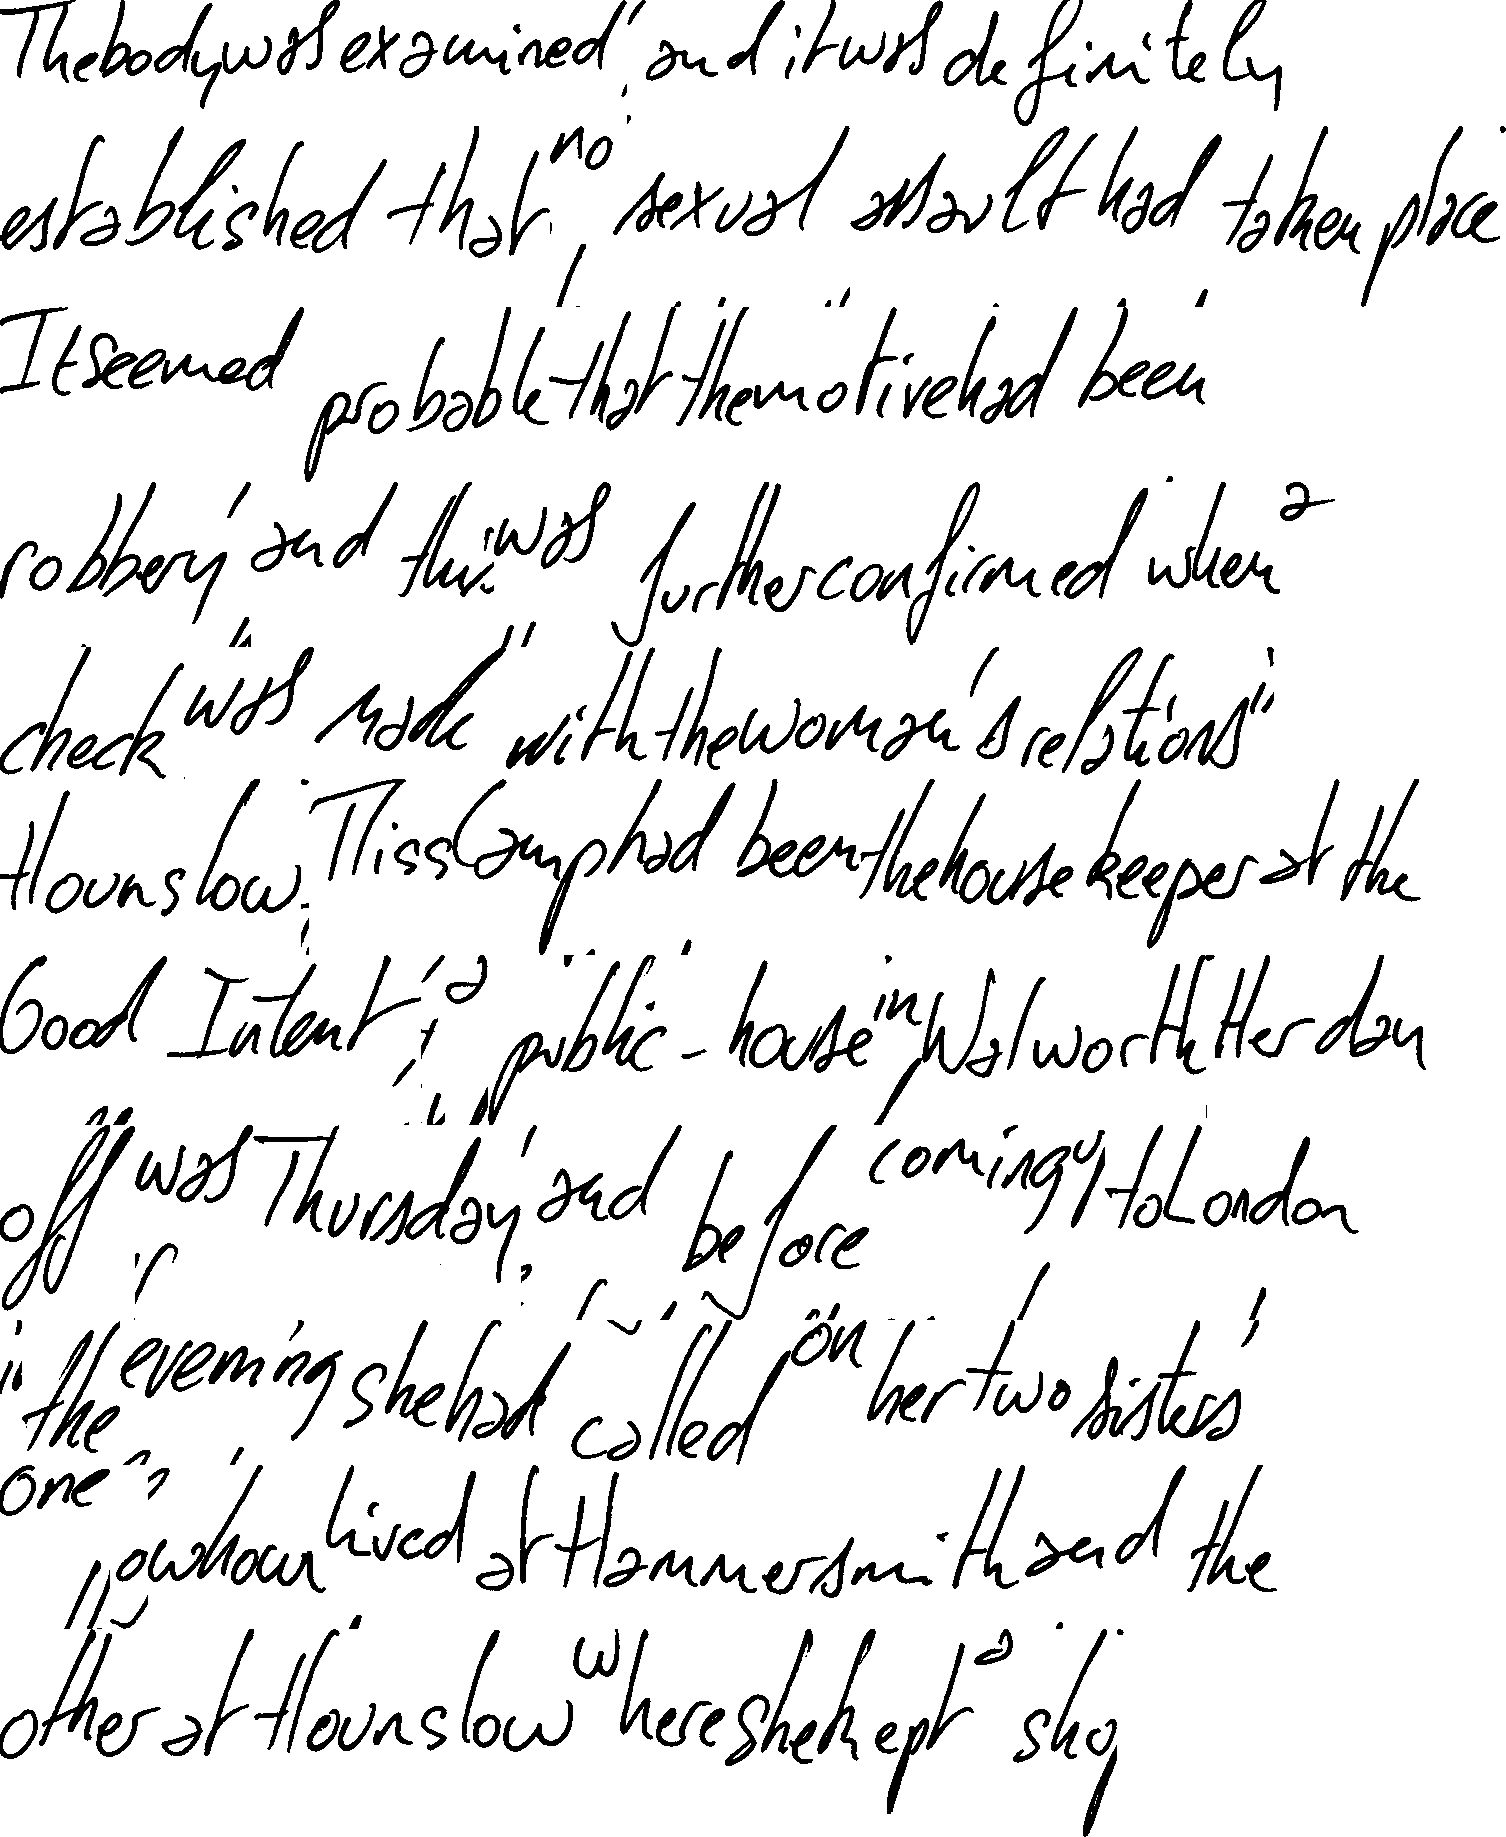 The body was examined, and it was definitely
established that no sexual assault had taken place
It seemed probable that the motive had been
robbery, and this was further confirmed when a
check was made with the woman's relations
Hounslow. Miss Camp had been the housekeeper at the
Good Intent, a public-house in Walworth. Her day
off was Thursday, and before coming to London
in the evening she had called on her two sisters,
one of whom lived at Hammersmith and the
other at Hounslow where she kept a shop